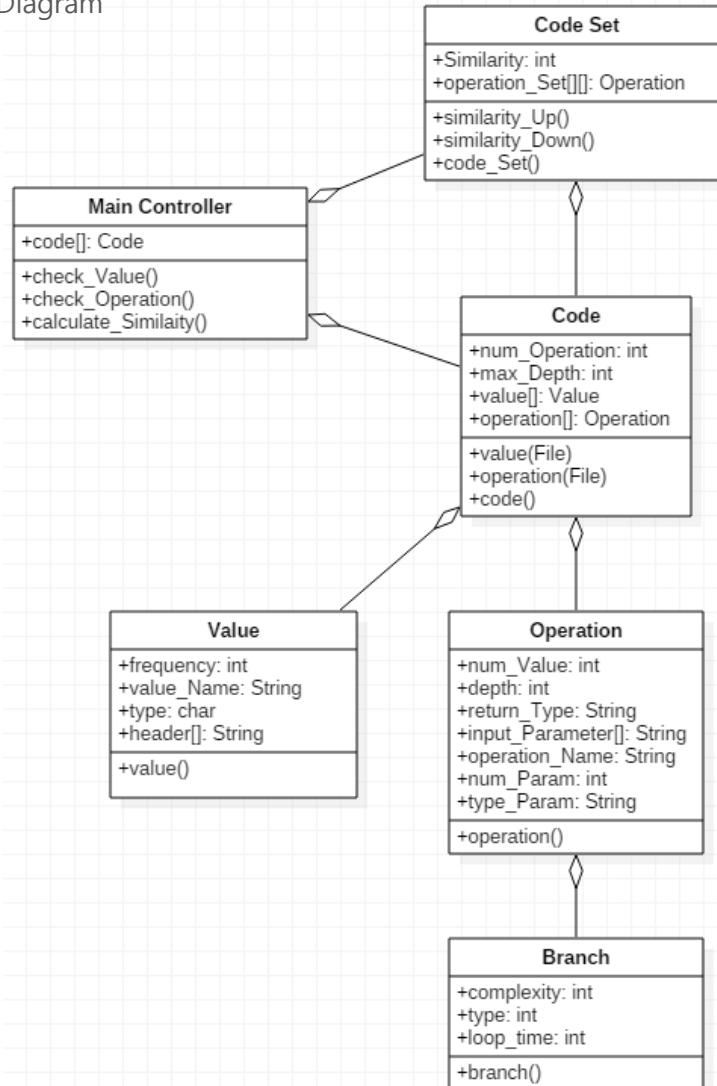 Diagram
Code Set
+Similarity: int
+operation_Set[][]: Operation
+similarity_Up()
+similarity_Down()
+code_Set()
Main Controller
+code[]: Code
+check_Value()
+check_Operation()
+calculate_Similaity()
Code
+num_Operation: int
+max_Depth: int
+value[]: Value
+operation[]: Operation
+value(File)
+operation(File)
+code()
Value
+frequency: int
+value_Name: String
+type: char
+header[]: String
+value()
Operation
+num_Value: int
+depth: int
+return_Type: String
+input_Parameter[]: String
+operation_Name: String
+num_Param: int
+type_Param: String
+operation()
Branch
+complexity: int
+type: int
+loop_time: int
+branch()